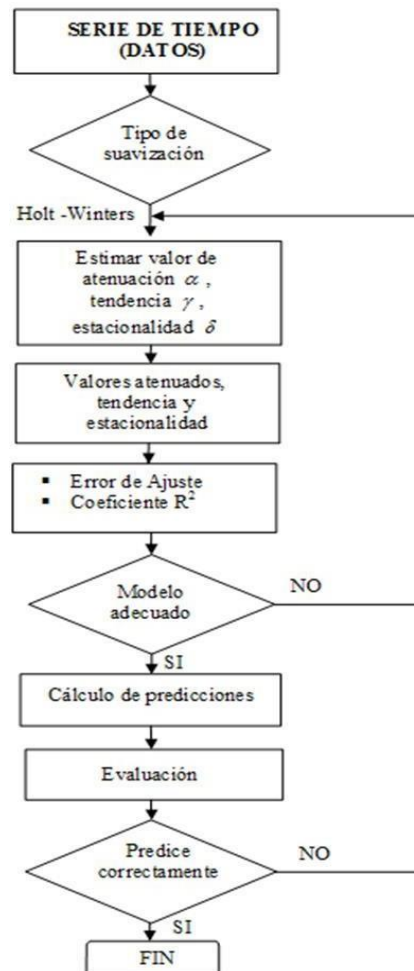 SERIE DE TIEMPO
(DATOS)
Tipo de
suavización
Holt -Winters
Estimar valor de
atenuación α ,
tendencia γ ,
estacionalidad δ
Valores atenuados,
tendencia y
estacionalidad
▪ Error de Ajuste
▪ Coeficiente R²
Modelo
adecuado
NO
SI
Cálculo de predicciones
Evaluación
Predice
correctamente
NO
SI
FIN